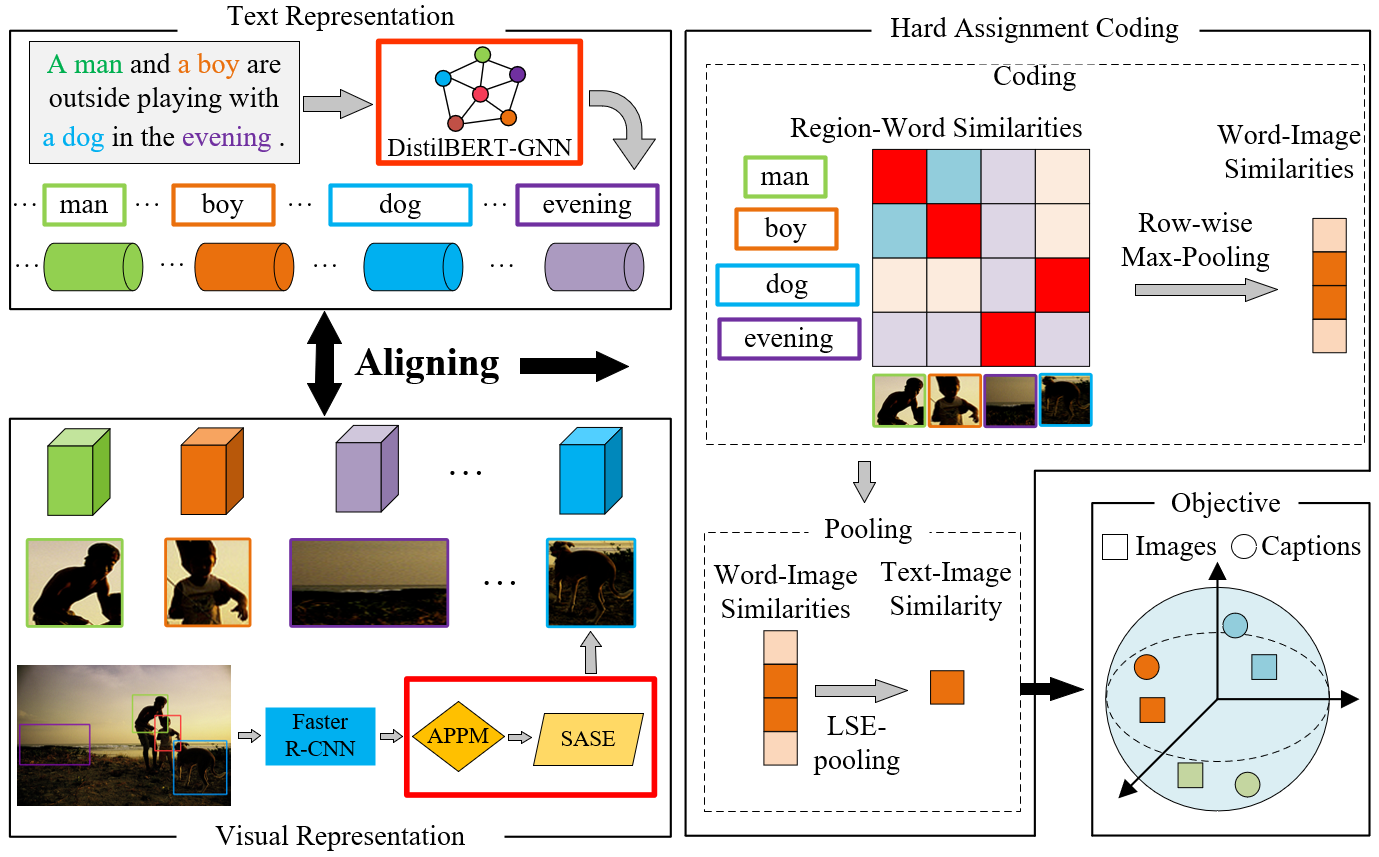 Text Representation
A man and a boy are
outside playing with
a dog in the evening .
DistilBERT-GNN
··· man ··· boy ··· dog ··· evening
··· ··· ··· ···
Aligning
···
···
Faster
R-CNN
APPM
SASE
Visual Representation
Hard Assignment Coding
Coding
Region-Word Similarities
man
boy
dog
evening
Row-wise
Max-Pooling
Word-Image
Similarities
Pooling
Word-Image
Similarities
Text-Image
Similarity
LSE-
pooling
Objective
Images Captions